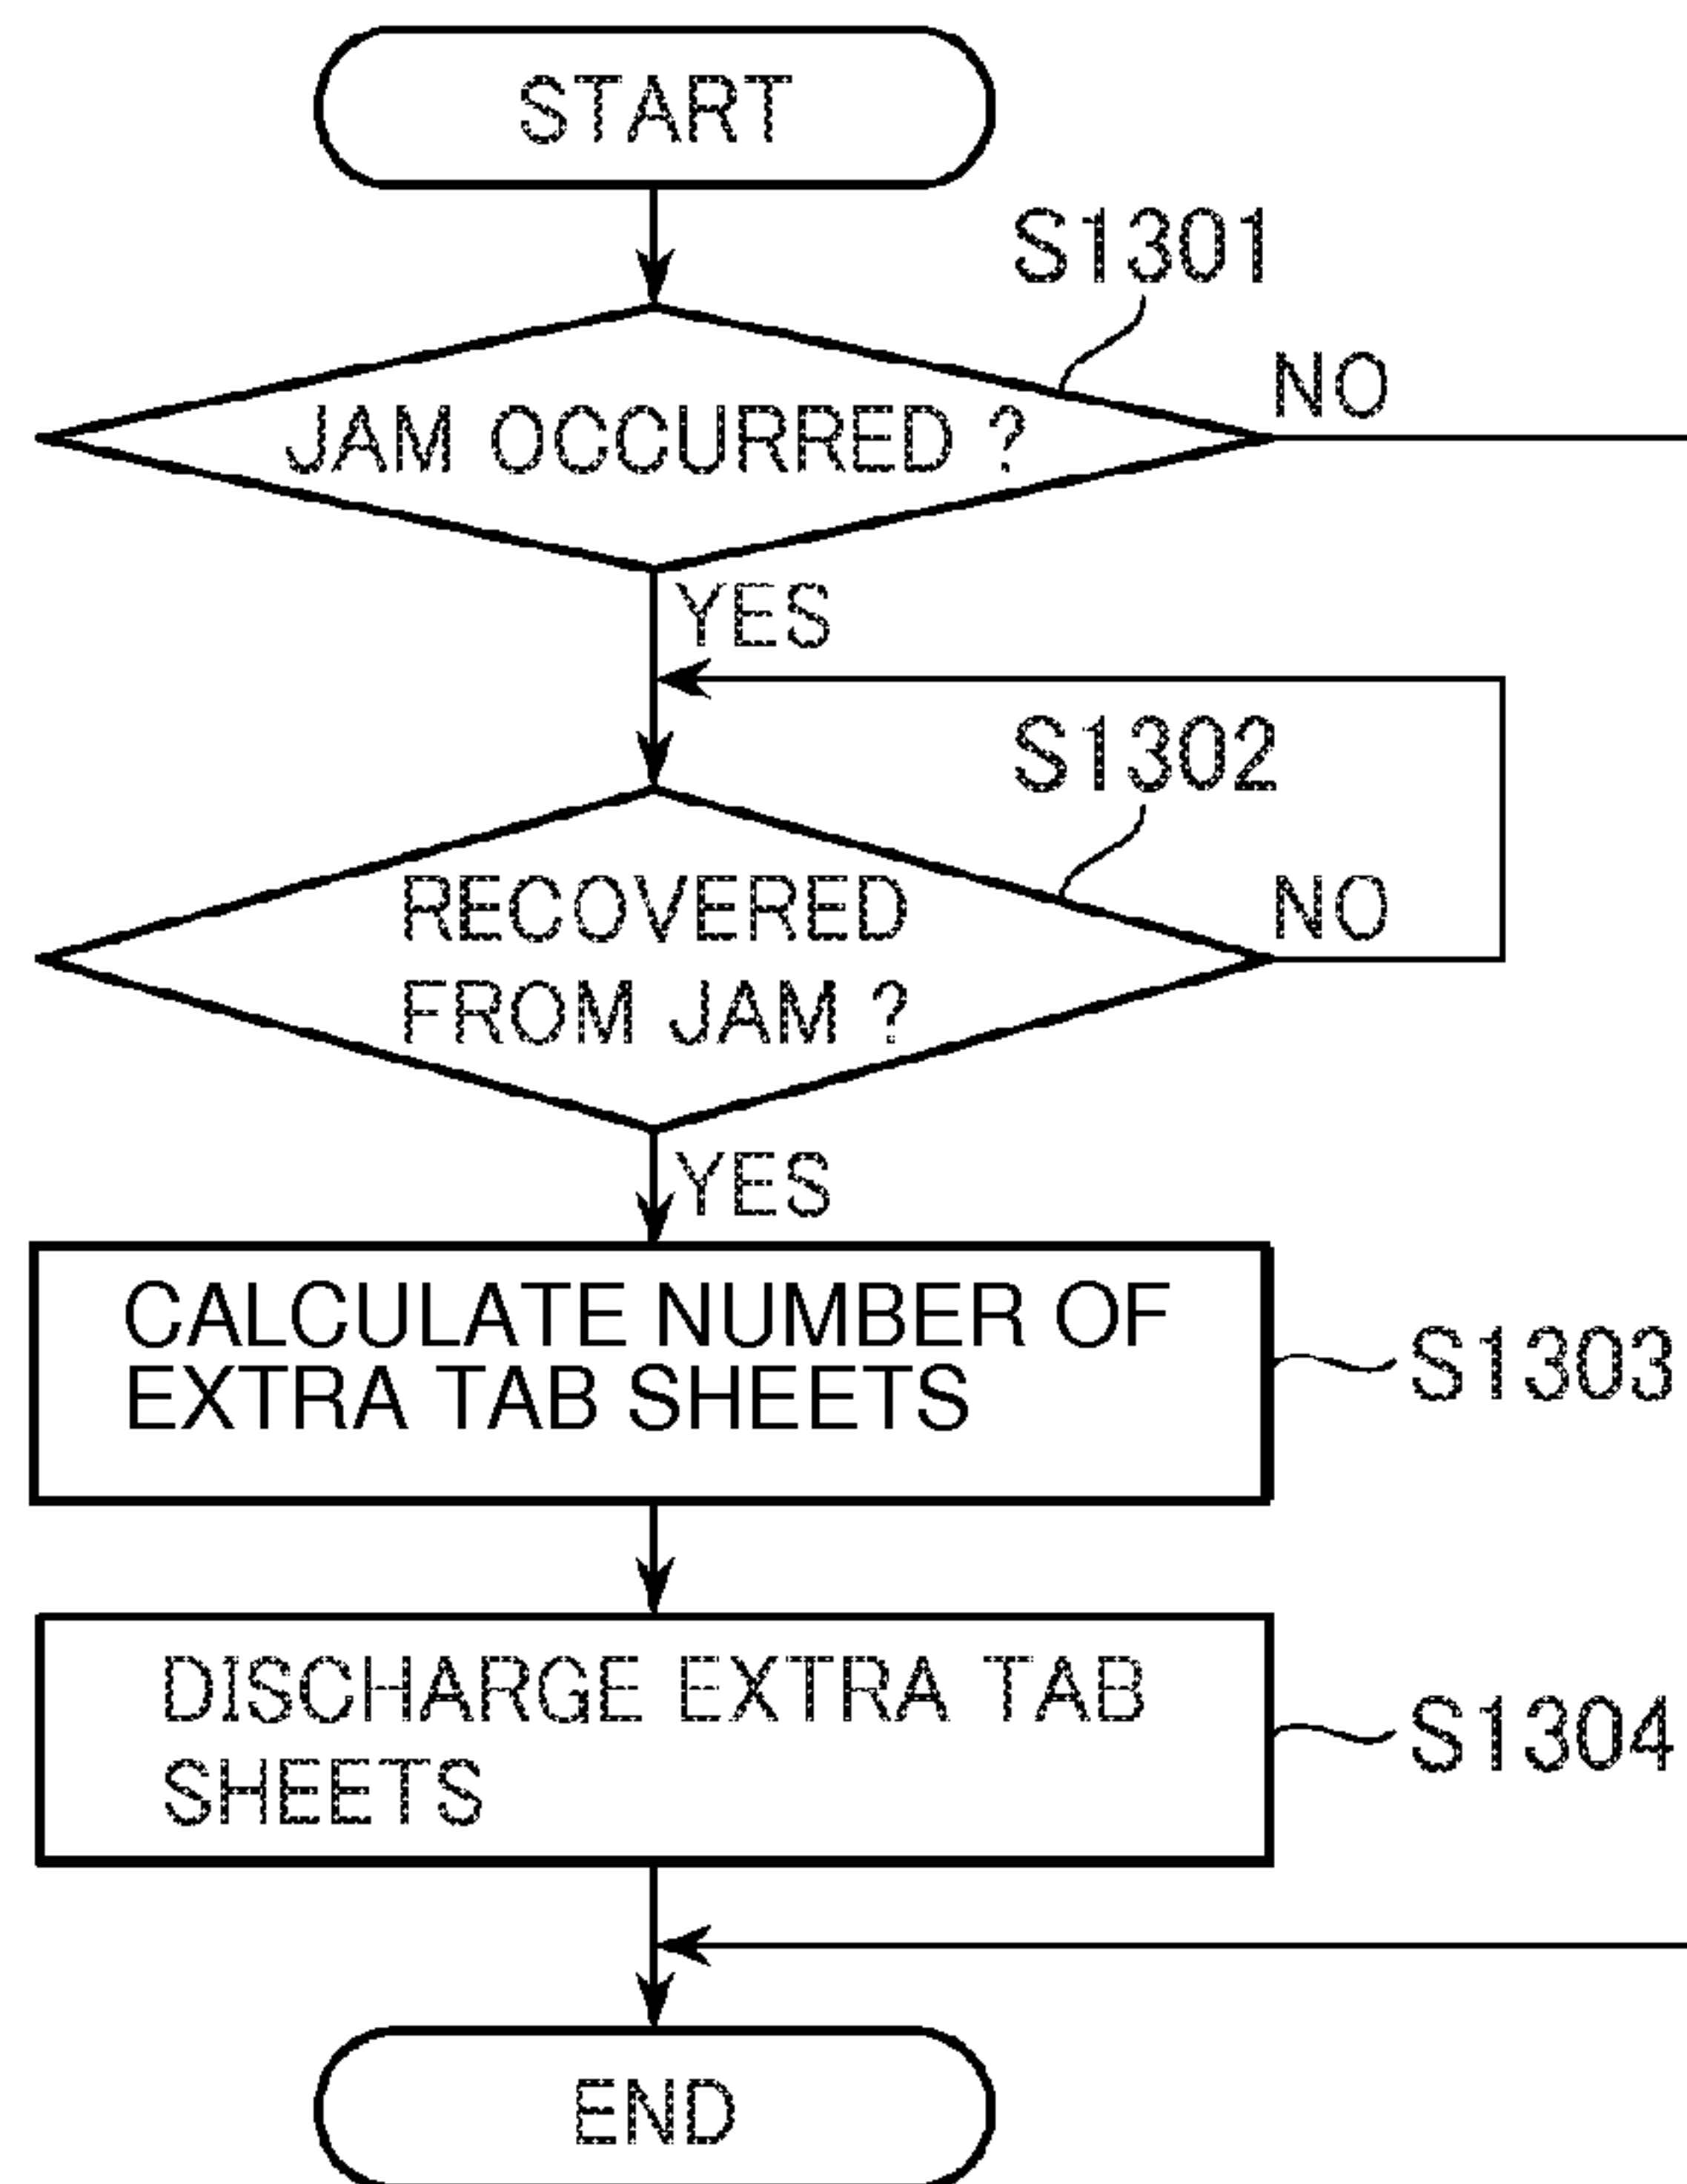 START
S1301
JAM OCCURRED ?
NO
YES
S1302
RECOVERED
FROM JAM ?
NO
YES
CALCULATE NUMBER OF
EXTRA TAB SHEETS
S1303
DISCHARGE EXTRA TAB
SHEETS
S1304
END